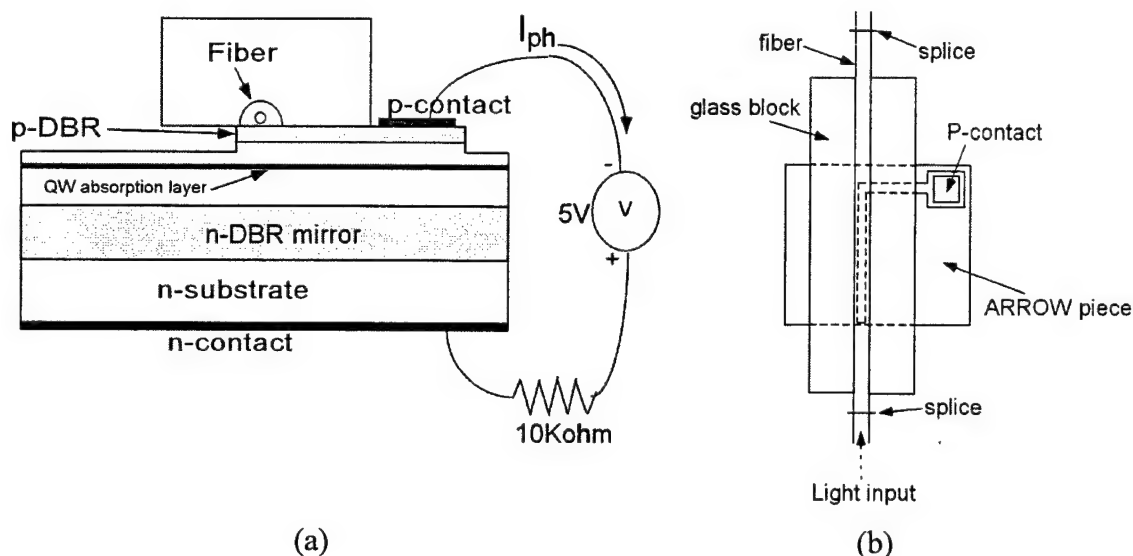 Fiber
I_ph
p-contact
p-DBR
QW absorption layer
n-DBR mirror
n-substrate
n-contact
5V
-
V
+
10Kohm
(a)
fiber
splice
glass block
P-contact
ARROW piece
splice
Light input
(b)